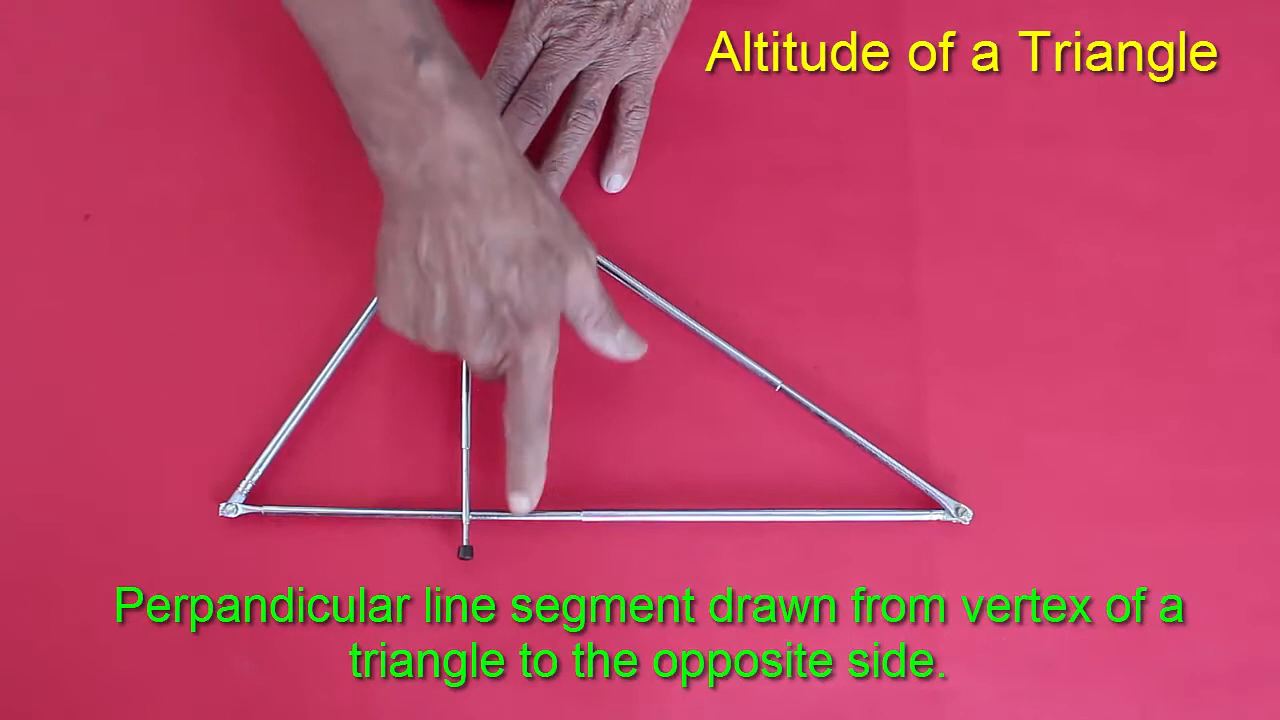 Altitude of a Triangle
Perpandicular line segment drawn from vertex of a
triangle to the opposite side.